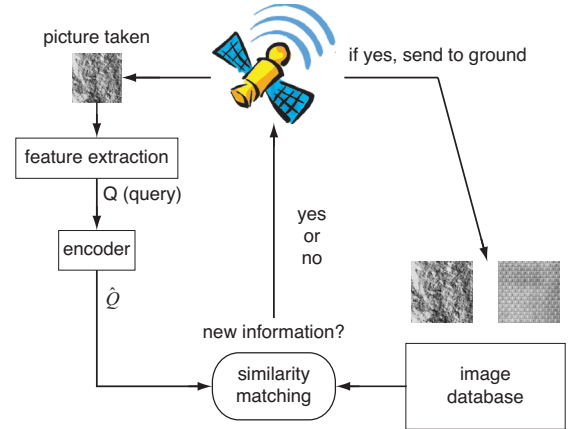 picture taken
if yes, send to ground
feature extraction
Q (query)
encoder
Q̂
yes
or
no
new information?
similarity
matching
image
database